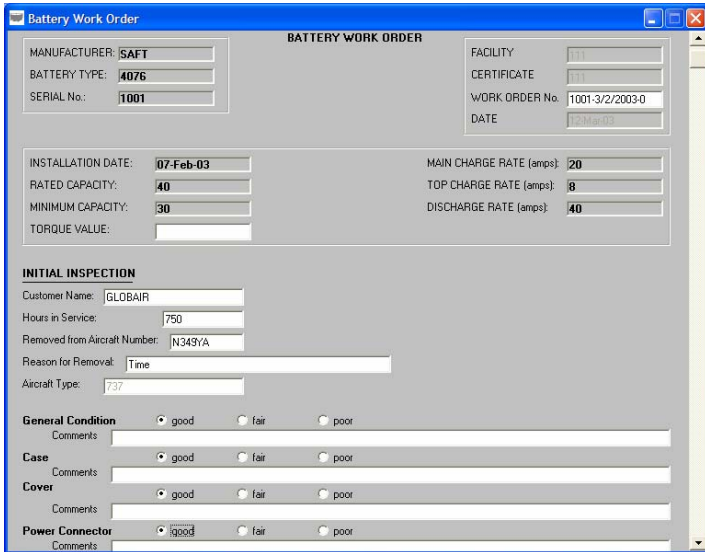 Battery Work Order
BATTERY WORK ORDER
MANUFACTURER: SAFT
BATTERY TYPE: 4076
SERIAL No.: 1001
FACILITY 111
CERTIFICATE 111
WORK ORDER No. 1001-3/2/2003-0
DATE 12-Mar-03
INSTALLATION DATE: 07-Feb-03
RATED CAPACITY: 40
MINIMUM CAPACITY: 30
TORQUE VALUE:
MAIN CHARGE RATE (amps): 20
TOP CHARGE RATE (amps): 8
DISCHARGE RATE (amps): 40
INITIAL INSPECTION
Customer Name: GLOBAIR
Hours in Service: 750
Removed from Aircraft Number: N349YA
Reason for Removal: Time
Aircraft Type: 737
General Condition good fair poor
Comments
Case good fair poor
Comments
Cover good fair poor
Comments
Power Connector good fair poor
Comments